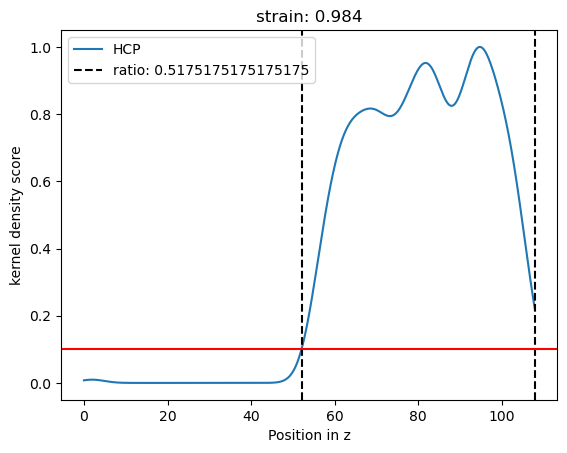 strain: 0.984
HCP
ratio: 0.5175175175175175
1.0
0.8
0.6
0.4
0.2
0.0
kernel density score
0 20 40 60 80 100
Position in z